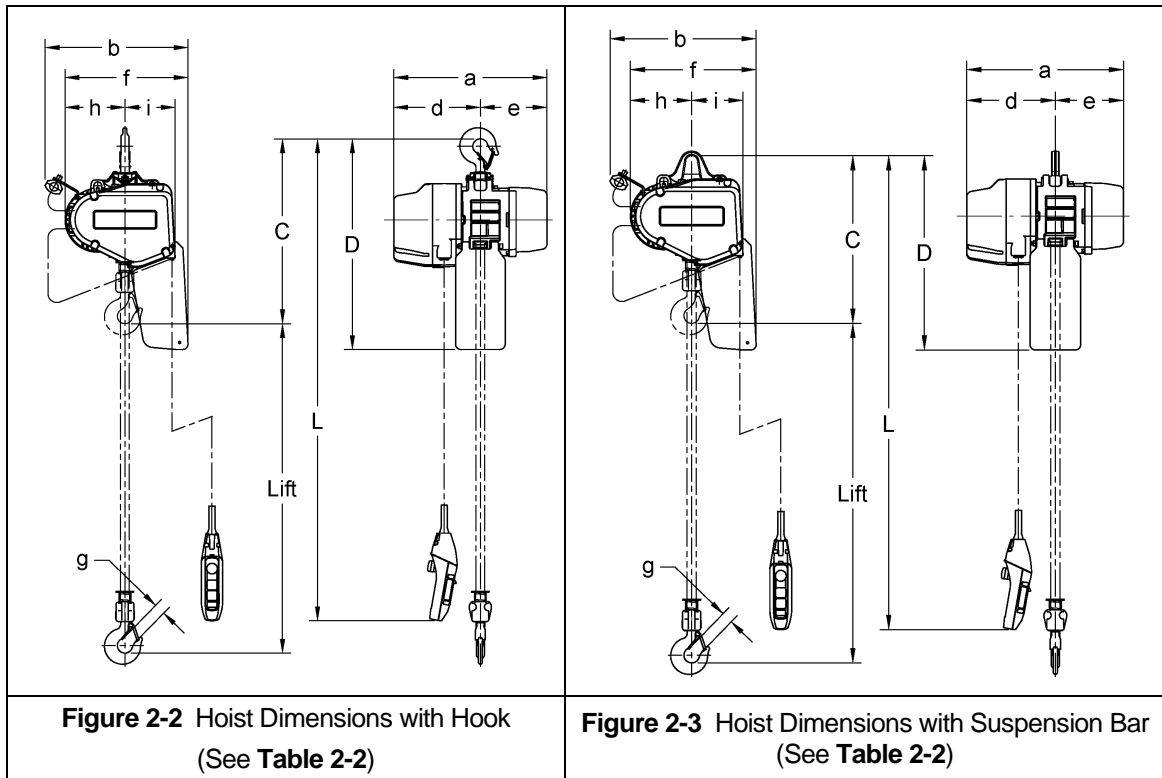 b
f
h i
a
d e
C
D
L
Lift
g
Figure 2-2 Hoist Dimensions with Hook
(See Table 2-2)
b
f
h i
a
d e
C
D
L
Lift
g
Figure 2-3 Hoist Dimensions with Suspension Bar
(See Table 2-2)